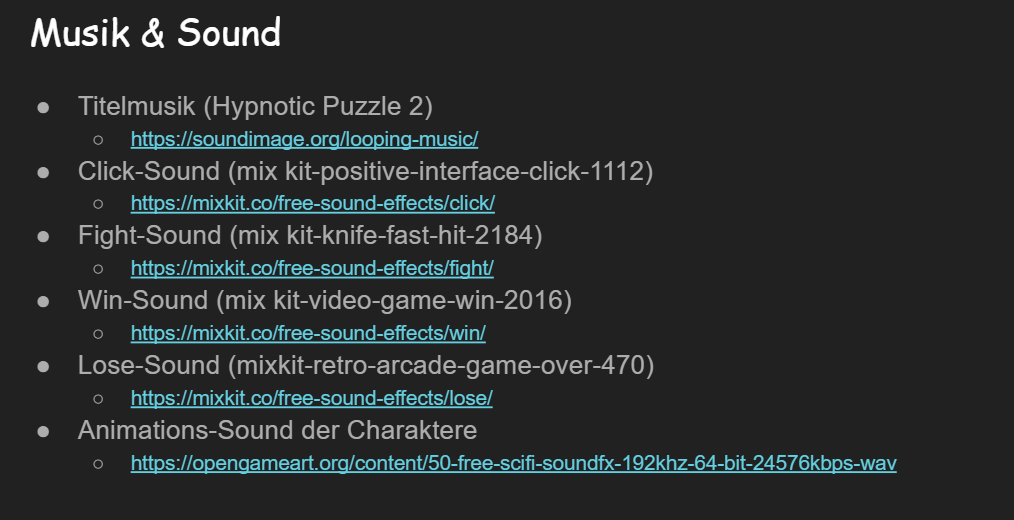 Musik & Sound
● Titelmusik (Hypnotic Puzzle 2)
○ https://soundimage.org/looping-music/
● Click-Sound (mix kit-positive-interface-click-1112)
○ https://mixkit.co/free-sound-effects/click/
● Fight-Sound (mix kit-knife-fast-hit-2184)
○ https://mixkit.co/free-sound-effects/fight/
● Win-Sound (mix kit-video-game-win-2016)
○ https://mixkit.co/free-sound-effects/win/
● Lose-Sound (mixkit-retro-arcade-game-over-470)
○ https://mixkit.co/free-sound-effects/lose/
● Animations-Sound der Charaktere
○ https://opengameart.org/content/50-free-scifi-soundfx-192khz-64-bit-24576kbps-wav